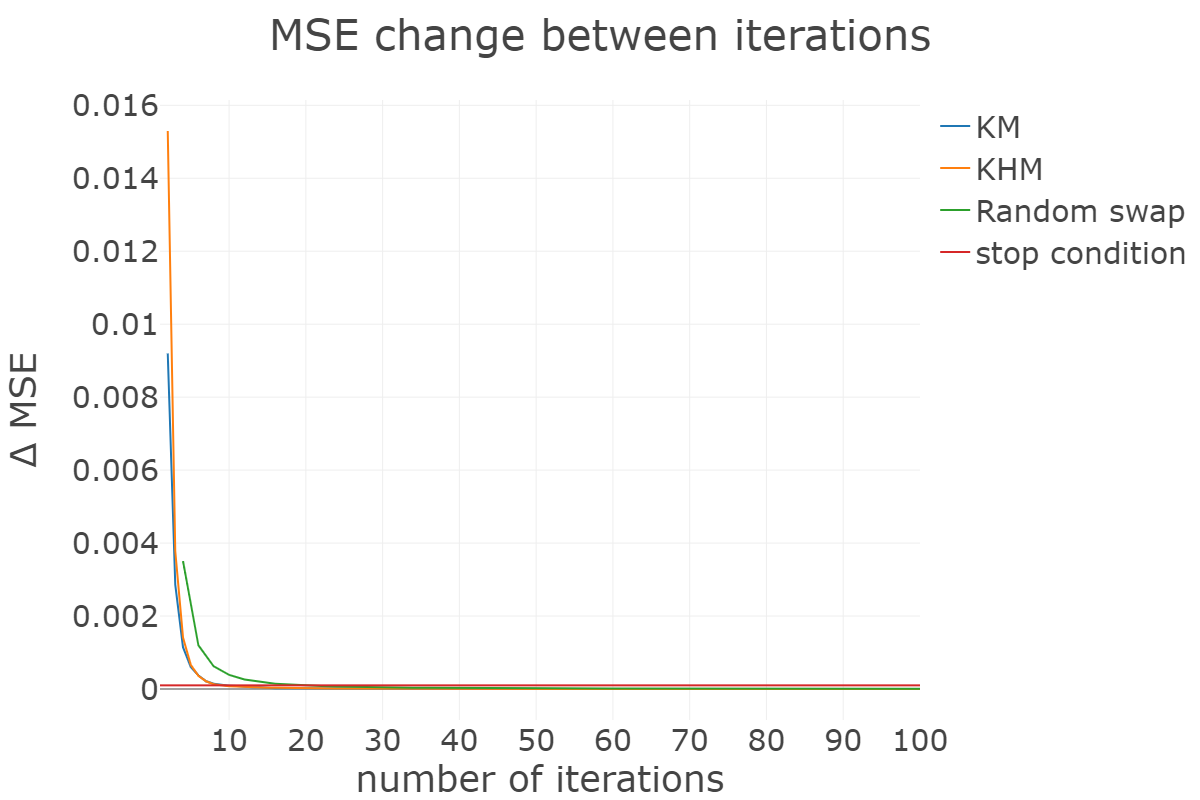 MSE change between iterations
0.016
0.014
0.012
0.01
0.008
0.006
0.004
0.002
0
Δ MSE
10 20 30 40 50 60 70 80 90 100
number of iterations
KM
KHM
Random swap
stop condition